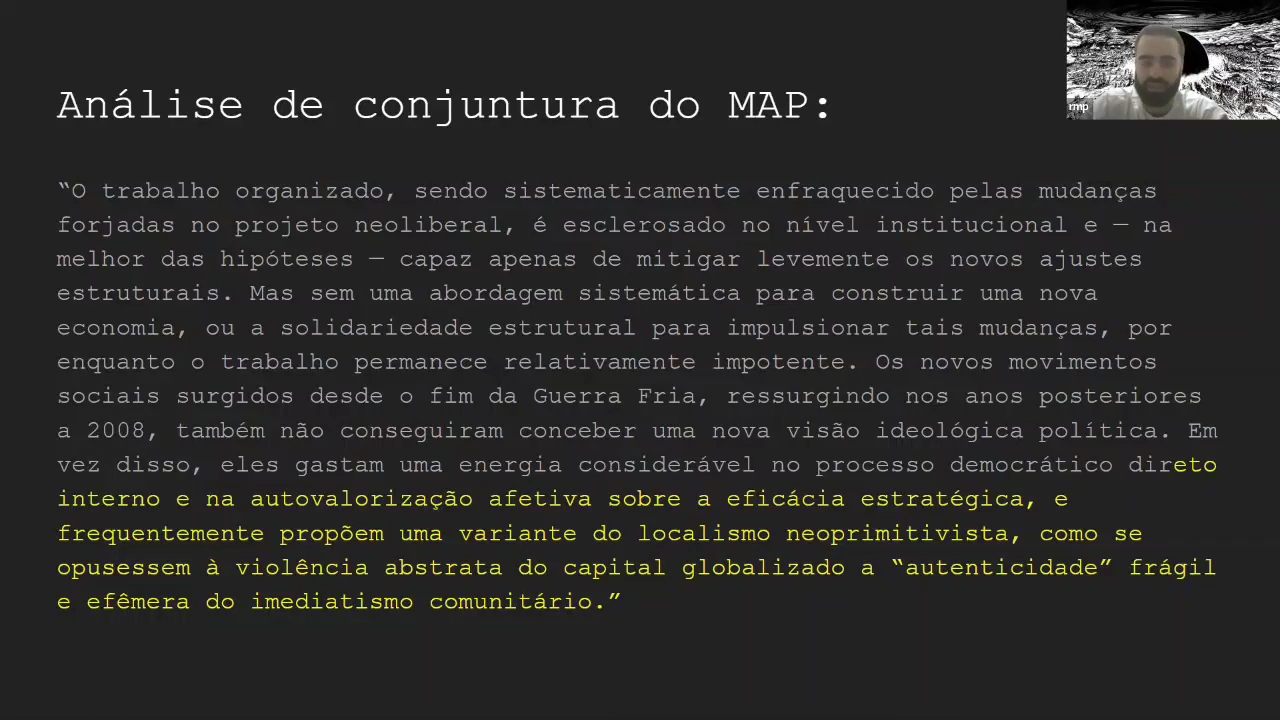 Análise de conjuntura do MAP:
“O trabalho organizado, sendo sistematicamente enfraquecido pelas mudanças
forjadas no projeto neoliberal, é esclerosado no nível institucional e — na
melhor das hipóteses — capaz apenas de mitigar levemente os novos ajustes
estruturais. Mas sem uma abordagem sistemática para construir uma nova
economia, ou a solidariedade estrutural para impulsionar tais mudanças, por
enquanto o trabalho permanece relativamente impotente. Os novos movimentos
sociais surgidos desde o fim da Guerra Fria, ressurgindo nos anos posteriores
a 2008, também não conseguiram conceber uma nova visão ideológica política. Em
vez disso, eles gastam uma energia considerável no processo democrático direto
interno e na autovalorização afetiva sobre a eficácia estratégica, e
frequentemente propõem uma variante do localismo neoprimitivista, como se
opusessem à violência abstrata do capital globalizado a “autenticidade” frágil
e efêmera do imediatismo comunitário.”
rmp